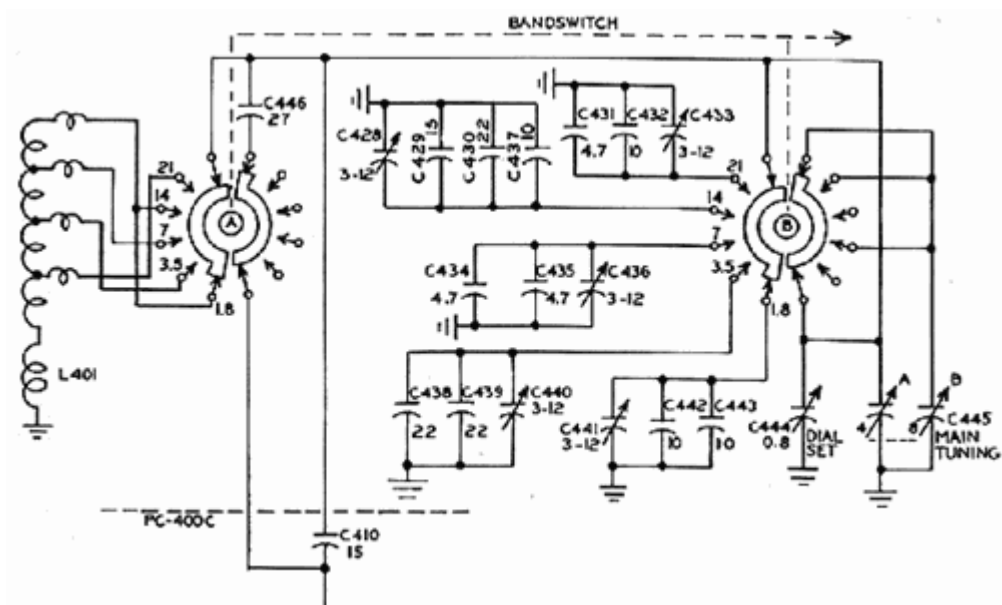 BANDSWITCH
C446
27
C428
3-12
C429
15
C430
22
C437
10
C431
4.7
C432
10
C433
3-12
21
14
7
3.5
1.8
A
21
14
7
3.5
1.8
B
C434
4.7
C435
4.7
C436
3-12
L401
C438
22
C439
22
C440
3-12
C441
3-12
C442
10
C443
10
C444
0.8
DIAL
SET
A
4
B
8
C445
MAIN
TUNING
PC-400C
C410
15